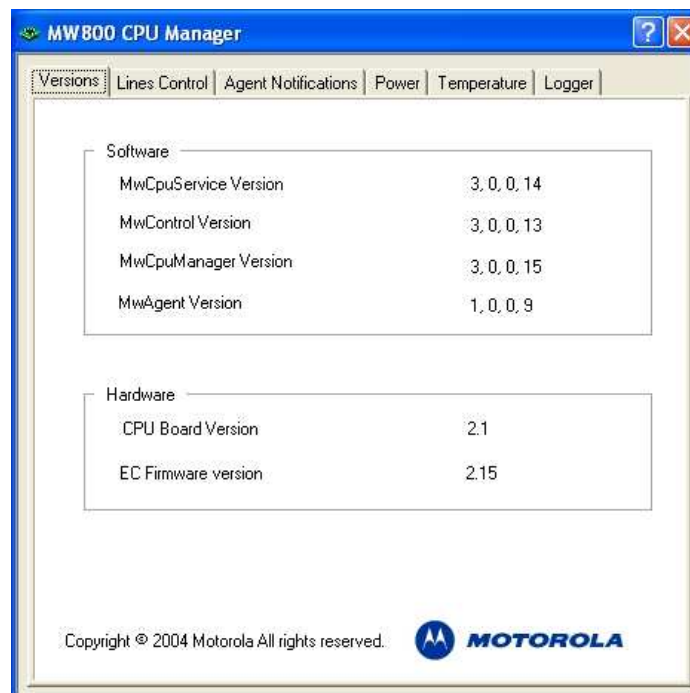 MW800 CPU Manager
Versions Lines Control Agent Notifications Power Temperature Logger
Software
MwCpuService Version 3, 0, 0, 14
MwControl Version 3, 0, 0, 13
MwCpuManager Version 3, 0, 0, 15
MwAgent Version 1, 0, 0, 9
Hardware
CPU Board Version 2.1
EC Firmware version 2.15
Copyright © 2004 Motorola All rights reserved. MOTOROLA